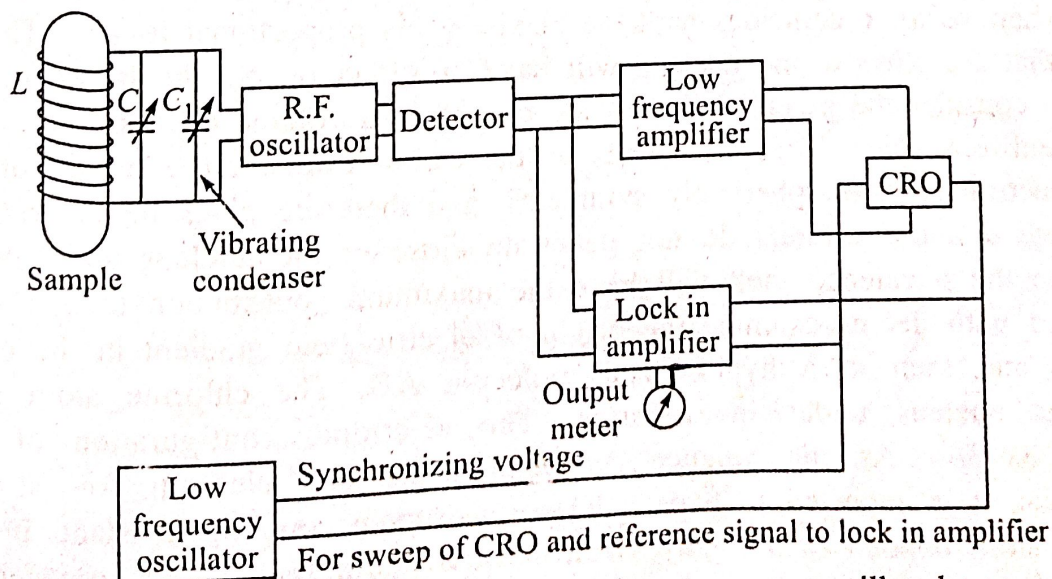 L
C C₁
R.F.
oscillator
Detector
Low
frequency
amplifier
CRO
Vibrating
condenser
Sample
Lock in
amplifier
Output
meter
Low
frequency
oscillator
Synchronizing voltage
For sweep of CRO and reference signal to lock in amplifier